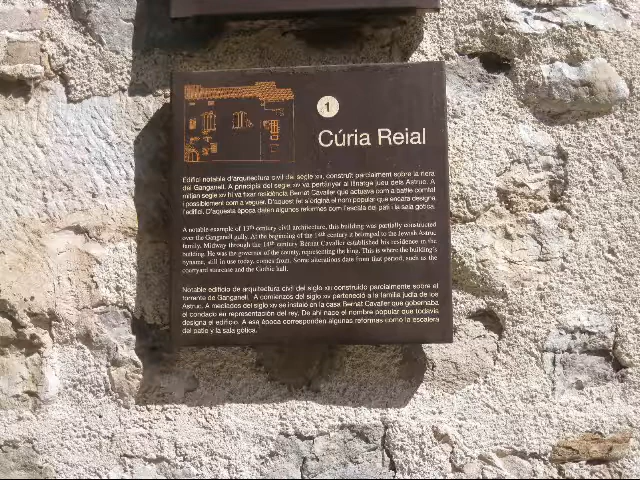 1
Cúria Reial
Edifici notable d'arquitectura civil del segle XIII, construït parcialment sobre la riera
del Ganganell. A principis del segle XIV va pertànyer al llinatge jueu dels Astruc. A
mitjan segle XIV hi va fixar residència Bernat Cavaller que actuava com a batlle comtal
i possiblement com a veguer. D'aquest fet s'origina el nom popular que encara designa
l'edifici. D'aquesta època daten algunes reformes com l'escala del pati i la sala gòtica.
A notable example of 13th century civil architecture, this building was partially constructed
over the Ganganell gully. At the beginning of the 14th century it belonged to the Jewish Astruc
family. Midway through the 14th century Bernat Cavaller established his residence in the
building. He was the governor of the county, representing the king. This is where the building's
byname, still in use today, comes from. Some alterations date from that period, such as the
courtyard staircase and the Gothic hall.
Notable edificio de arquitectura civil del siglo XIII construido parcialmente sobre el
torrente de Ganganell. A comienzos del siglo XIV perteneció a la familia judía de los
Astruc. A mediados del siglo XIV se instaló en la casa Bernat Cavaller que gobernaba
el condado en representación del rey. De ahí nace el nombre popular que todavía
designa el edificio. A esa época corresponden algunas reformas como la escalera
del patio y la sala gótica.